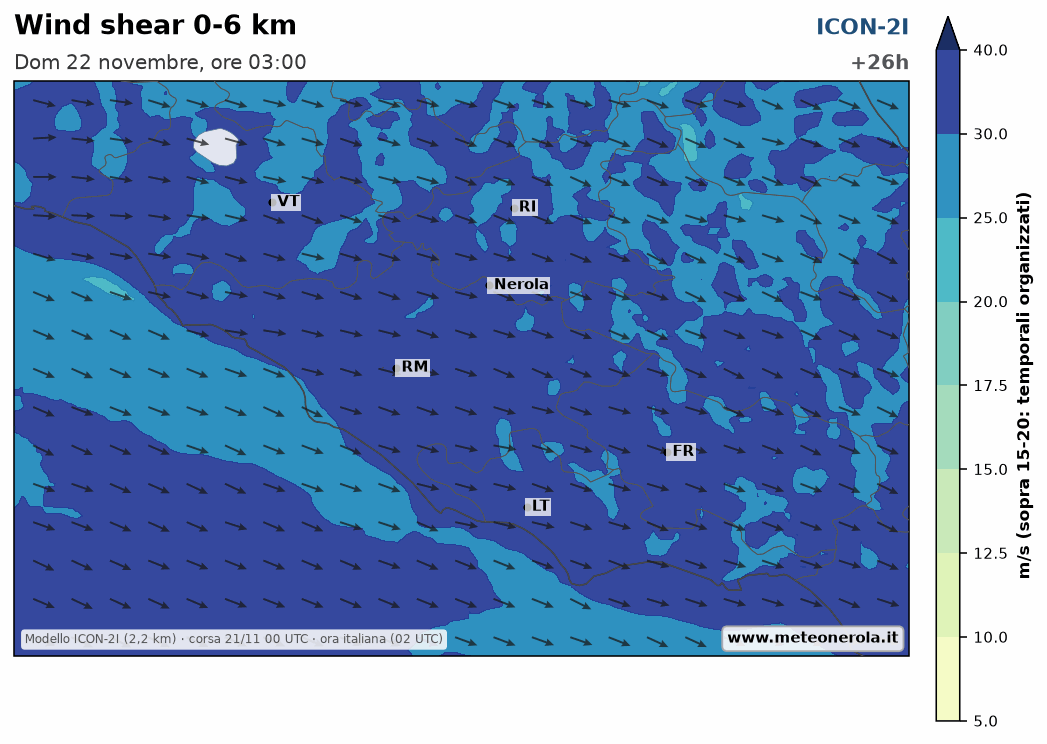 Wind shear 0-6 km
ICON-2I
Dom 22 novembre, ore 03:00
+26h
VT
RI
Nerola
RM
FR
LT
Modello ICON-2I (2,2 km) · corsa 21/11 00 UTC · ora italiana (02 UTC)
www.meteonerola.it
40.0
30.0
25.0
20.0
17.5
15.0
12.5
10.0
5.0
m/s (sopra 15-20: temporali organizzati)